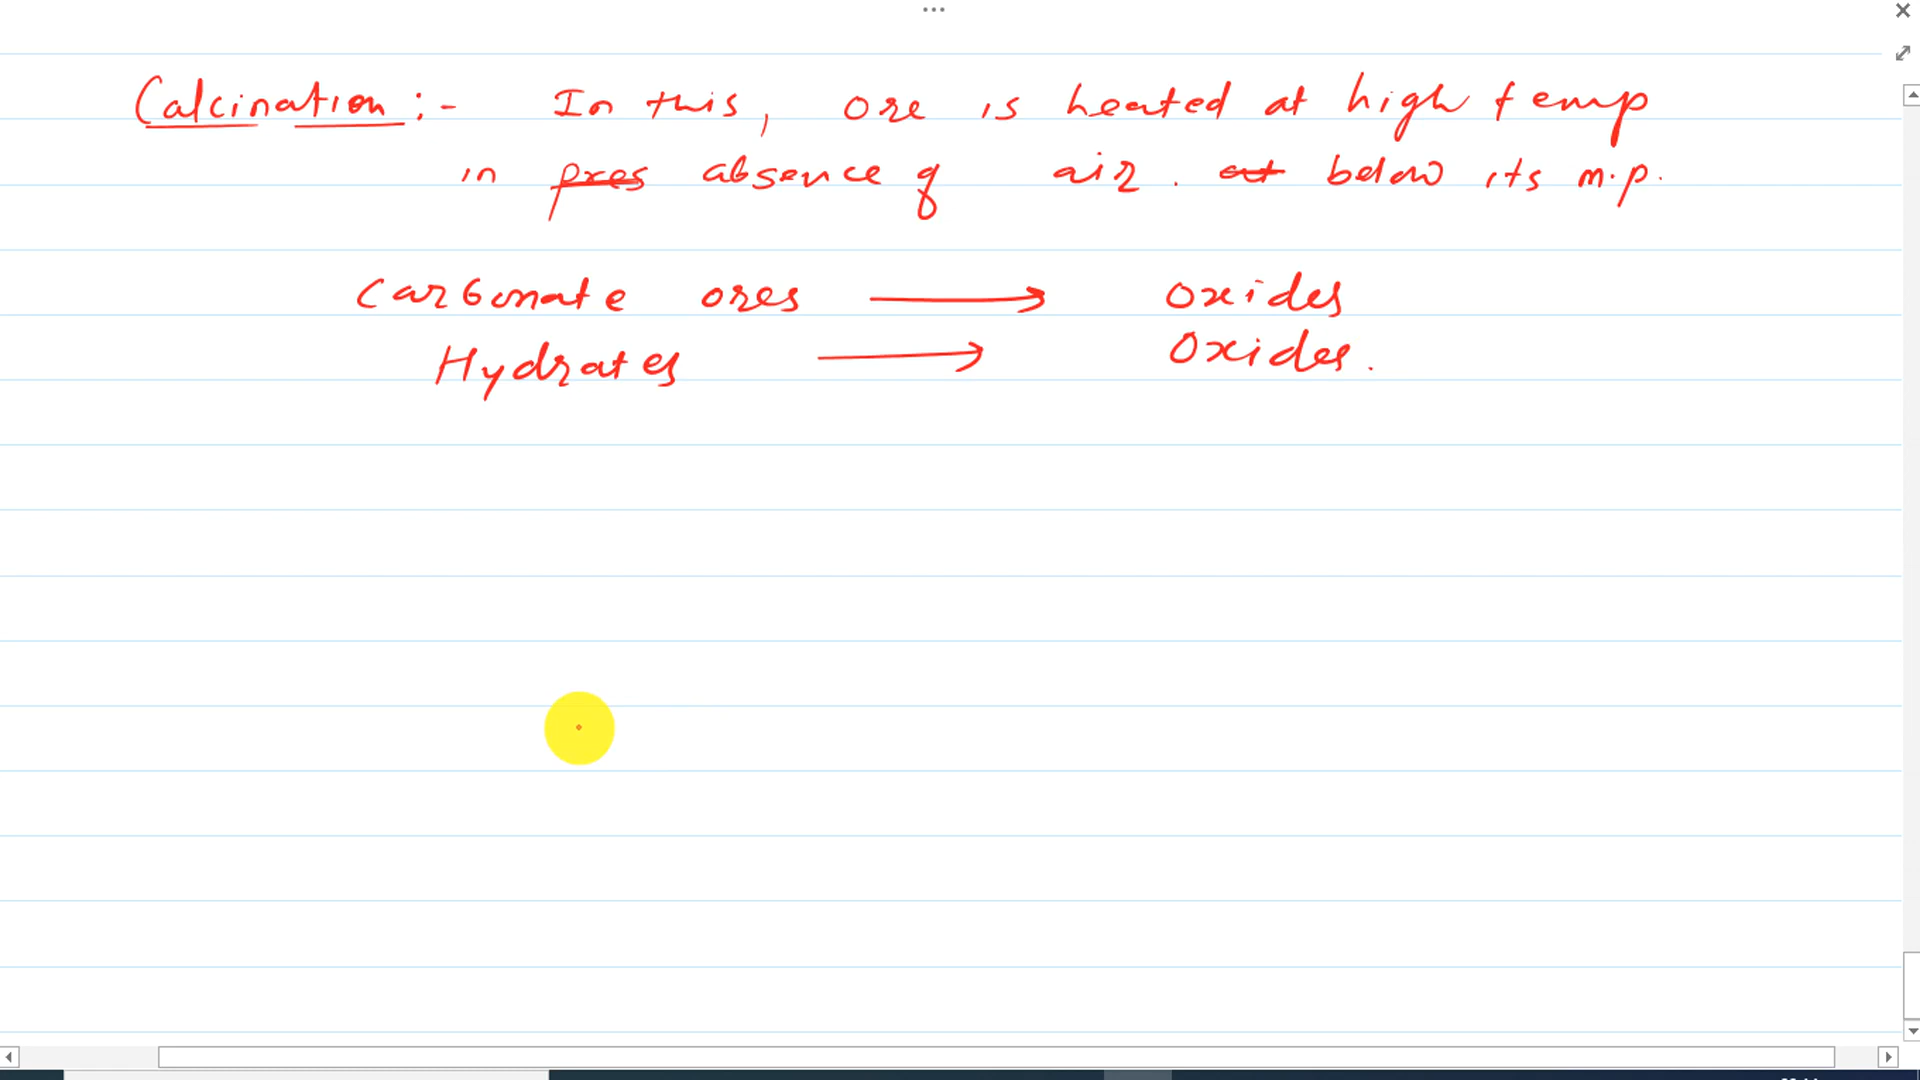 Calcination :- In this, ore is heated at high temp
in pres absence of air. at below its m.p.
Carbonate ores → Oxides
Hydrates → Oxides.